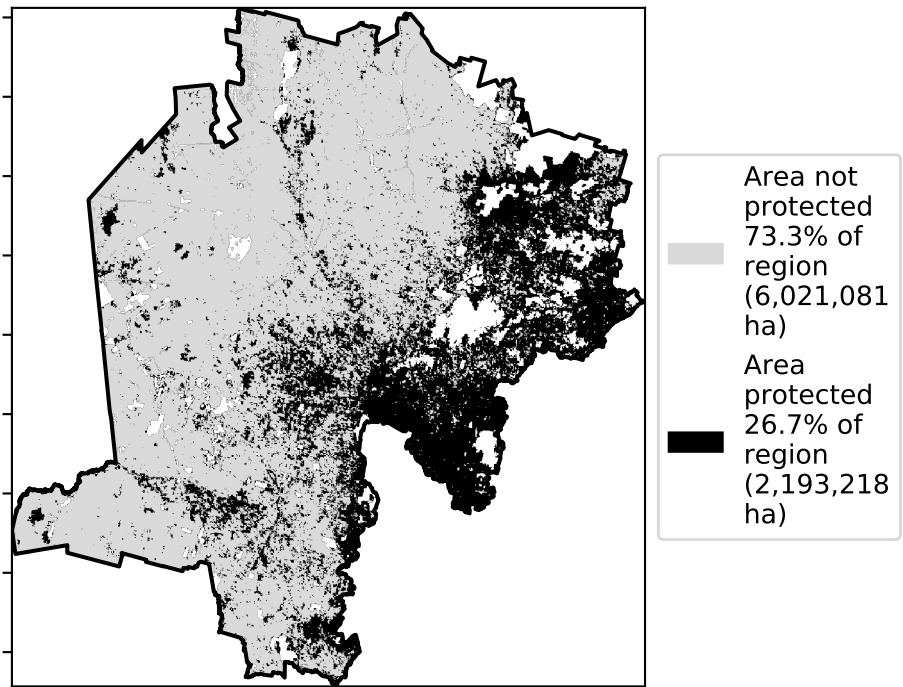 Area not
protected
73.3% of
region
(6,021,081
ha)
Area
protected
26.7% of
region
(2,193,218
ha)